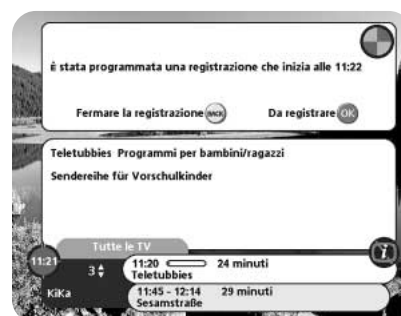 È stata programmata una registrazione che inizia alle 11:22
Fermare la registrazione BACK Da registrare OK
Teletubbies Programmi per bambini/ragazzi
Sendereihe für Vorschulkinder
Tutte le TV
11:21
3
11:20 24 minuti
Teletubbies
i
KiKa
11:45 - 12:14 29 minuti
Sesamstraße